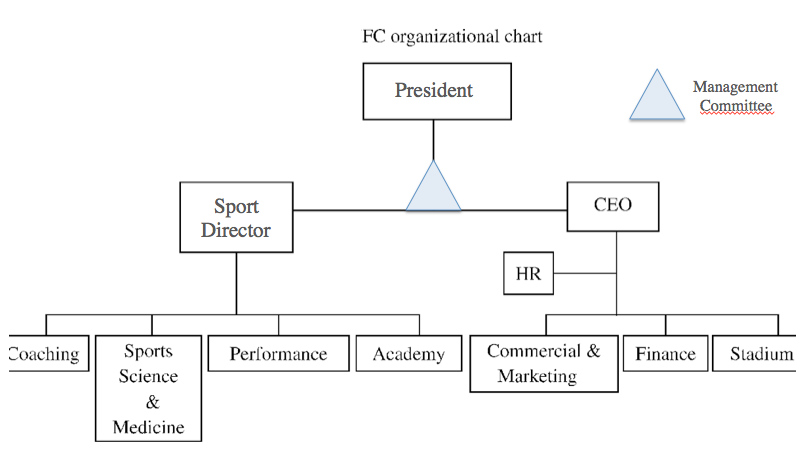 FC organizational chart
President
Management
Committee
Sport
Director
CEO
HR
Coaching
Sports
Science
&
Medicine
Performance
Academy
Commercial &
Marketing
Finance
Stadium